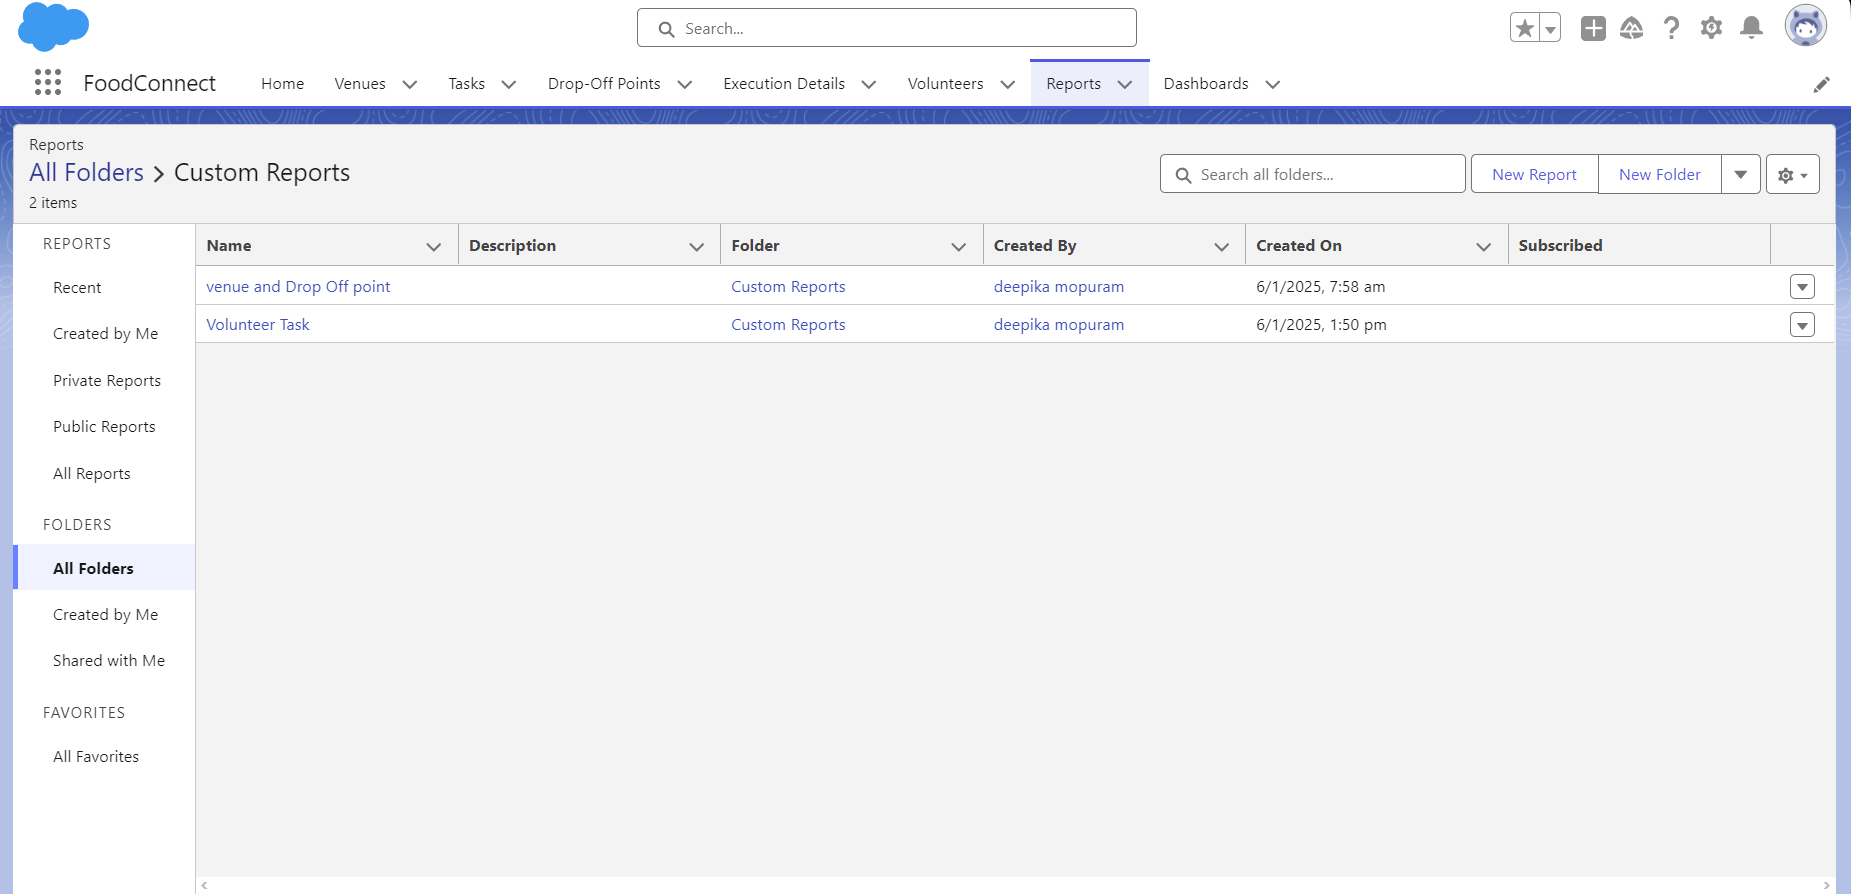 Search...
FoodConnect Home Venues Tasks Drop-Off Points Execution Details Volunteers Reports Dashboards
Reports
All Folders > Custom Reports
2 items
Search all folders...
New Report New Folder
REPORTS
Recent
Created by Me
Private Reports
Public Reports
All Reports
FOLDERS
All Folders
Created by Me
Shared with Me
FAVORITES
All Favorites
Name Description Folder Created By Created On Subscribed
venue and Drop Off point Custom Reports deepika mopuram 6/1/2025, 7:58 am
Volunteer Task Custom Reports deepika mopuram 6/1/2025, 1:50 pm